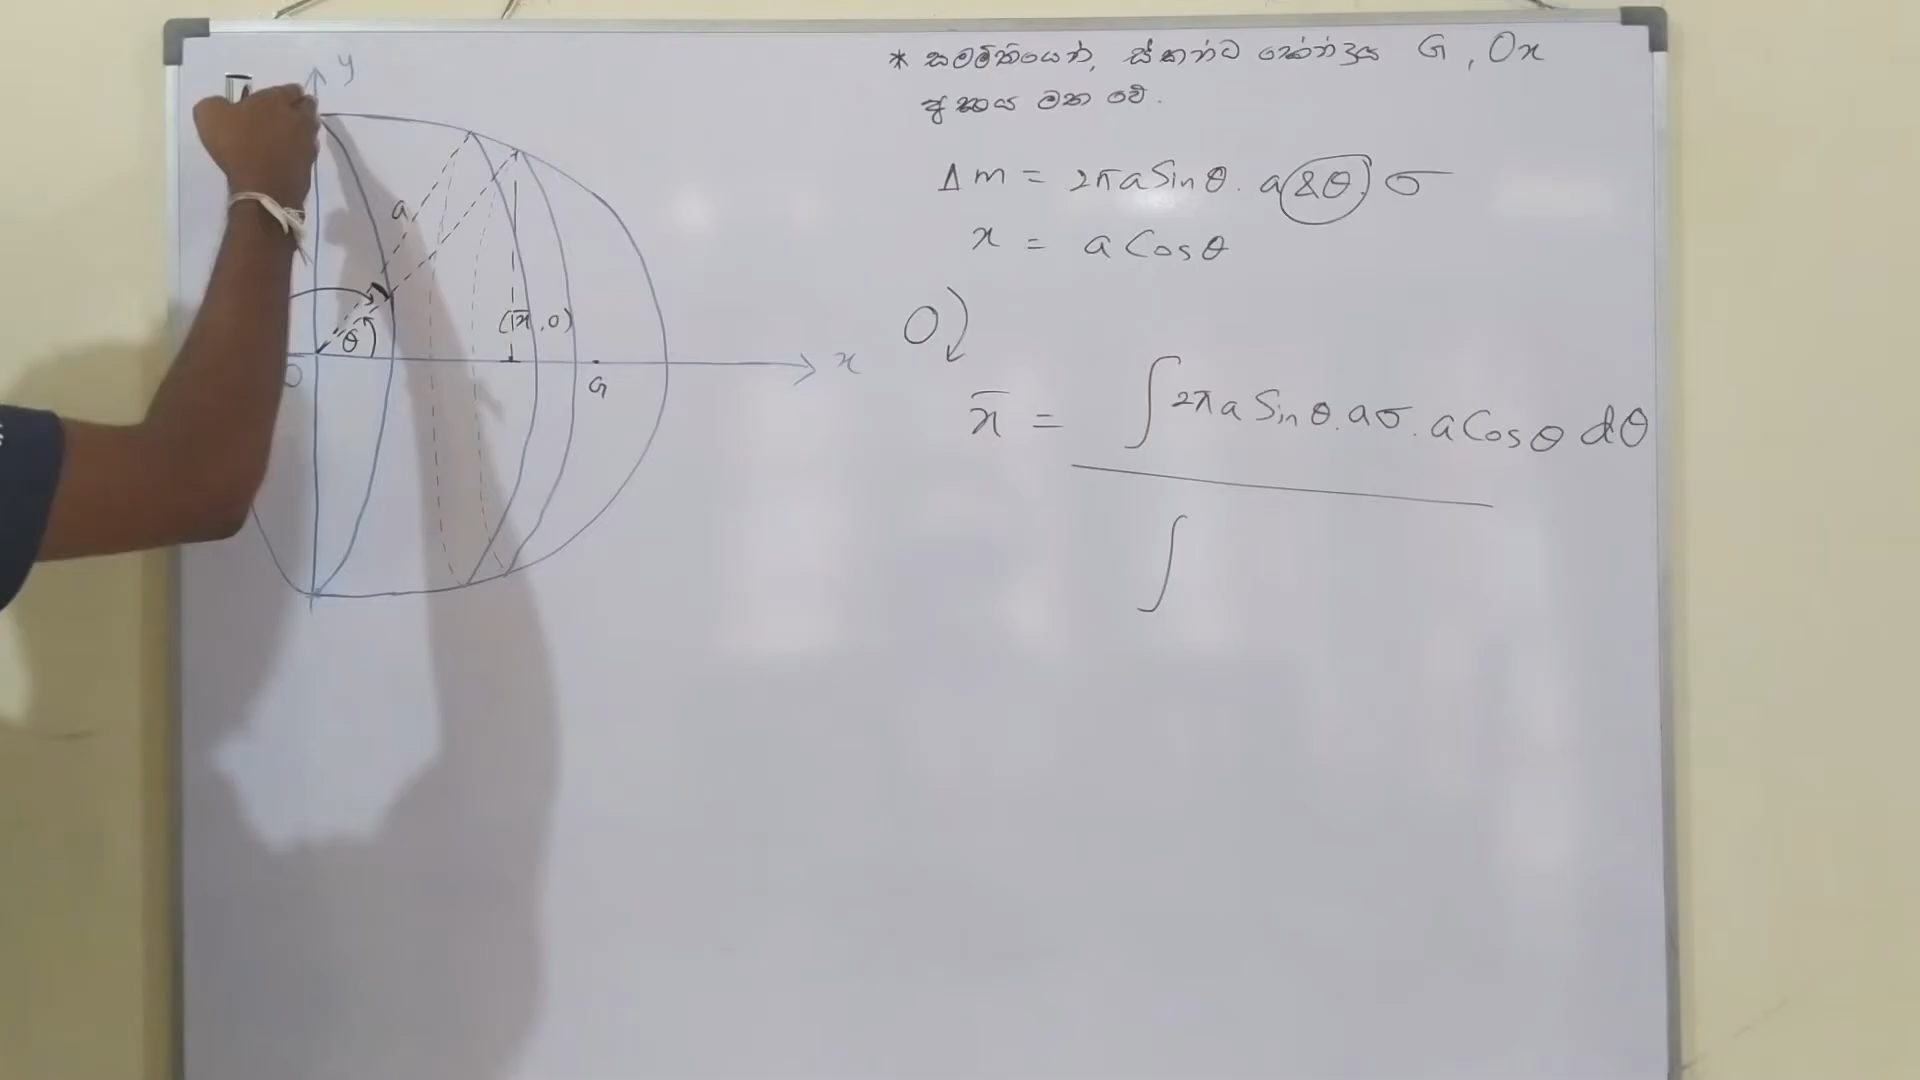 * සමමිතියෙන්, ස්කන්ධ කේන්ද්‍රය G, Ox
අක්ෂය මත වේ.
Δm = 2πa Sinθ. a(δθ) σ
x = a Cosθ
O
x̄ = ∫ 2πa Sinθ. aσ. a Cosθ dθ
∫
y
a
θ
(x̄, 0)
O
G
x